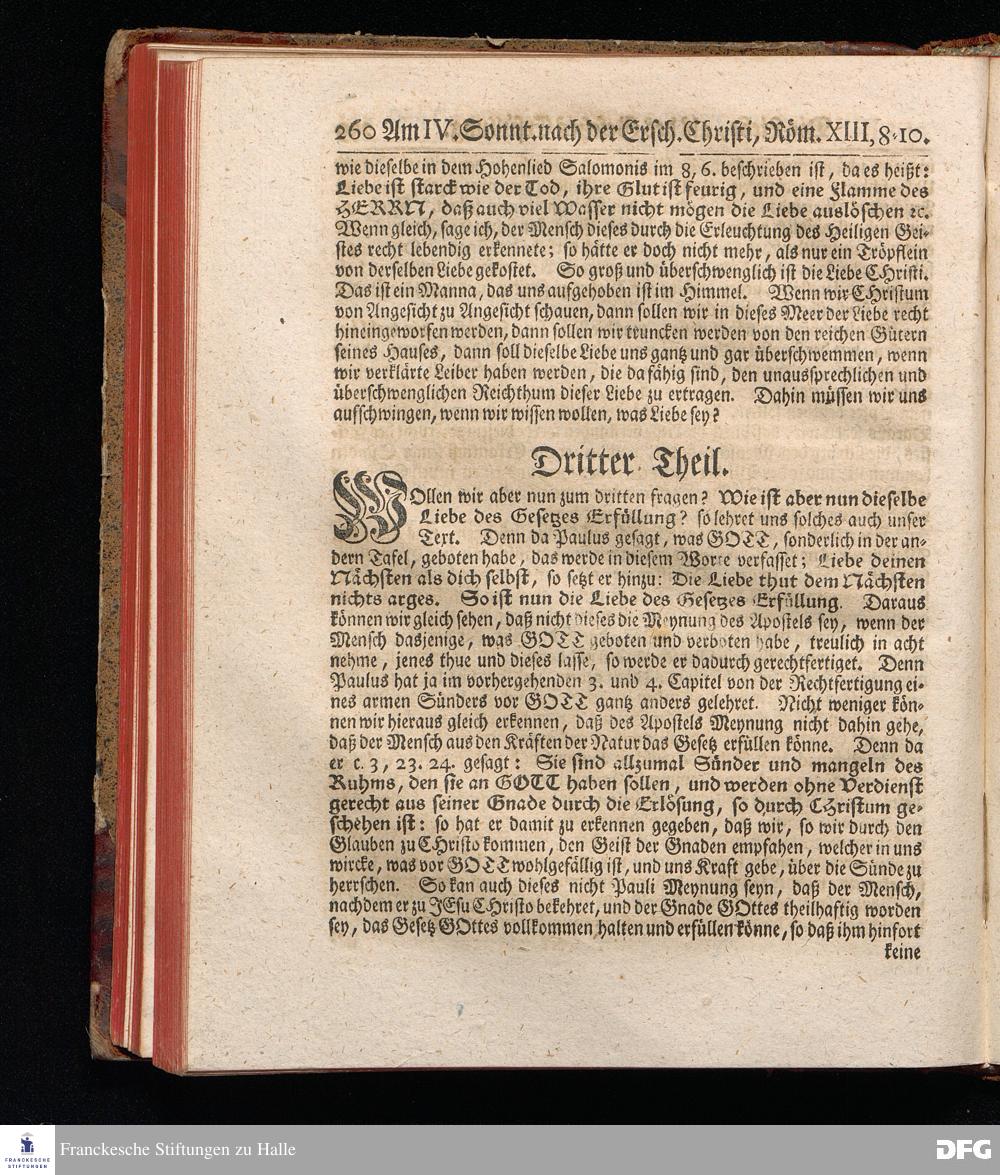 260 Am IV. Sonnt. nach der Ersch. Christi, Röm. XIII, 8-10.
wie dieselbe in dem Hohenlied Salomonis im 8, 6. beschrieben ist, da es heißt:
Liebe ist starck wie der Tod, ihre Glut ist feurig, und eine Flamme des
HERRN, daß auch viel Wasser nicht mögen die Liebe auslöschen ꝛc.
Wenn gleich, sage ich, der Mensch dieses durch die Erleuchtung des Heiligen Gei-
stes recht lebendig erkennete; so hätte er doch nicht mehr, als nur ein Tröpflein
von derselben Liebe gekostet. So groß und überschwenglich ist die Liebe CHristi.
Das ist ein Manna, das uns aufgehoben ist im Himmel. Wenn wir CHristum
von Angesicht zu Angesicht schauen, dann sollen wir in dieses Meer der Liebe recht
hineingeworfen werden, dann sollen wir truncken werden von den reichen Gütern
seines Hauses, dann soll dieselbe Liebe uns gantz und gar überschwemmen, wenn
wir verklärte Leiber haben werden, die da fähig sind, den unaussprechlichen und
überschwenglichen Reichthum dieser Liebe zu ertragen. Dahin müssen wir uns
aufschwingen, wenn wir wissen wollen, was Liebe sey?
Dritter Theil.
WOllen wir aber nun zum dritten fragen? Wie ist aber nun dieselbe
Liebe des Gesetzes Erfüllung? so lehret uns solches auch unser
Text. Denn da Paulus gesagt, was GOTT, sonderlich in der an-
dern Tafel, geboten habe, das werde in diesem Worte verfasset; Liebe deinen
Nächsten als dich selbst, so setzt er hinzu: Die Liebe thut dem Nächsten
nichts arges. So ist nun die Liebe des Gesetzes Erfüllung. Daraus
können wir gleich sehen, daß nicht dieses die Meynung des Apostels sey, wenn der
Mensch dasjenige, was GOTT geboten und verboten habe, treulich in acht
nehme, jenes thue und dieses lasse, so werde er dadurch gerechtfertiget. Denn
Paulus hat ja im vorhergehenden 3. und 4. Capitel von der Rechtfertigung ei-
nes armen Sünders vor GOTT gantz anders gelehret. Nicht weniger kön-
nen wir hieraus gleich erkennen, daß des Apostels Meynung nicht dahin gehe,
daß der Mensch aus den Kräften der Natur das Gesetz erfüllen könne. Denn da
er c. 3, 23. 24. gesagt: Sie sind allzumal Sünder und mangeln des
Ruhms, den sie an GOTT haben sollen, und werden ohne Verdienst
gerecht aus seiner Gnade durch die Erlösung, so durch CHristum ge-
schehen ist: so hat er damit zu erkennen gegeben, daß wir, so wir durch den
Glauben zu CHristo kommen, den Geist der Gnaden empfahen, welcher in uns
wircke, was vor GOTT wohlgefällig ist, und uns Kraft gebe, über die Sünde zu
herrschen. So kan auch dieses nicht Pauli Meynung seyn, daß der Mensch,
nachdem er zu JEsu CHristo bekehret, und der Gnade GOttes theilhaftig worden
sey, das Gesetz GOttes vollkommen halten und erfüllen könne, so daß ihm hinfort
keine
FRANCKESCHE
STIFTUNGEN
Franckesche Stiftungen zu Halle
DFG